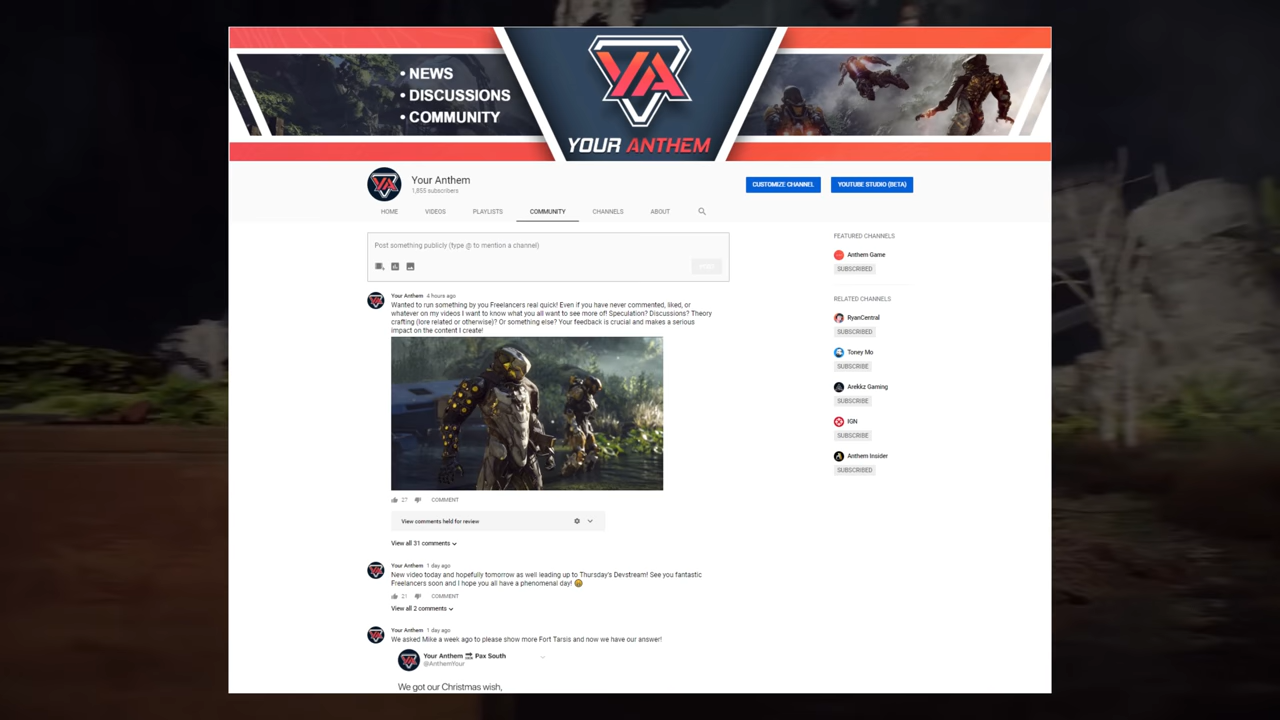 • NEWS
• DISCUSSIONS
• COMMUNITY
YA
YOUR ANTHEM
YA
Your Anthem
1,855 subscribers
CUSTOMIZE CHANNEL
YOUTUBE STUDIO (BETA)
HOME
VIDEOS
PLAYLISTS
COMMUNITY
CHANNELS
ABOUT
Post something publicly (type @ to mention a channel)
POST
Your Anthem 4 hours ago
Wanted to run something by you Freelancers real quick! Even if you have never commented, liked, or
whatever on my videos I want to know what you all want to see more of! Speculation? Discussions? Theory
crafting (lore related or otherwise)? Or something else? Your feedback is crucial and makes a serious
impact on the content I create!
27
COMMENT
View comments held for review
View all 31 comments
Your Anthem 1 day ago
New video today and hopefully tomorrow as well leading up to Thursday's Devstream! See you fantastic
Freelancers soon and I hope you all have a phenomenal day!
21
COMMENT
View all 2 comments
Your Anthem 1 day ago
We asked Mike a week ago to please show more Fort Tarsis and now we have our answer!
Your Anthem Pax South
@AnthemYour
We got our Christmas wish,
FEATURED CHANNELS
Anthem Game
SUBSCRIBED
RELATED CHANNELS
RyanCentral
SUBSCRIBED
Toney Mo
SUBSCRIBE
Arekkz Gaming
SUBSCRIBE
IGN
SUBSCRIBE
Anthem Insider
SUBSCRIBED